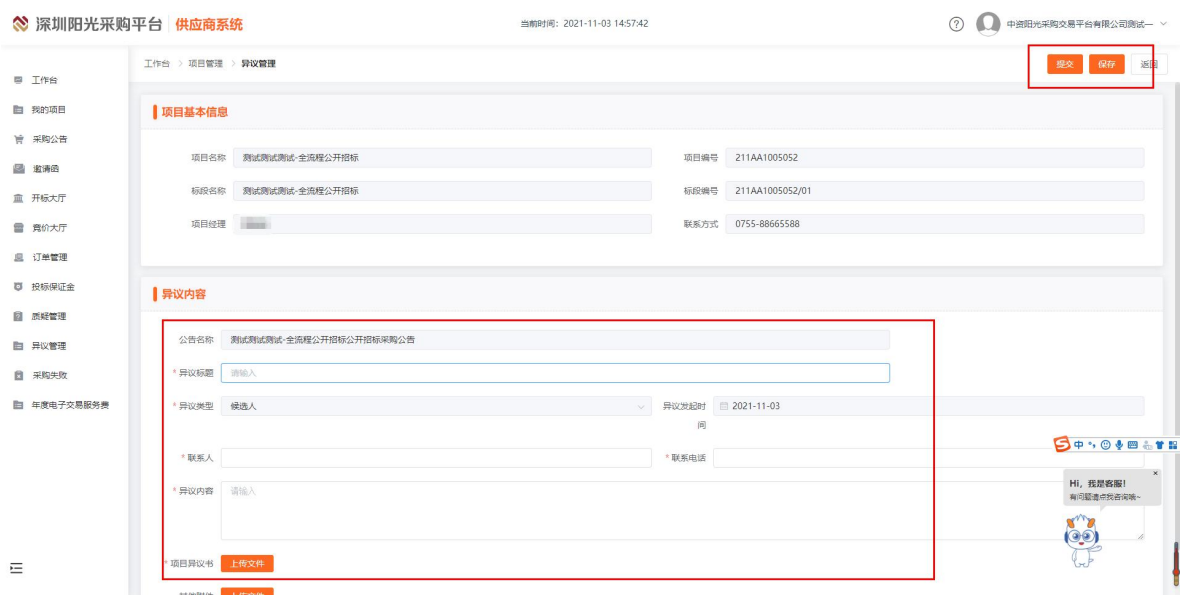 深圳阳光采购平台 供应商系统
当前时间：2021-11-03 14:57:42
中资阳光采购交易平台有限公司测试一
工作台 > 项目管理 > 异议管理
提交 保存 返回
工作台
我的项目
采购公告
邀请函
开标大厅
竞价大厅
订单管理
投标保证金
质疑管理
异议管理
采购失败
年度电子交易服务费
项目基本信息
项目名称 测试测试测试-全流程公开招标 项目编号 211AA1005052
标段名称 测试测试测试-全流程公开招标 标段编号 211AA1005052/01
项目经理 联系方式 0755-88665588
异议内容
公告名称 测试测试测试-全流程公开招标公开招标采购公告
* 异议标题 请输入
* 异议类型 候选人 异议发起时间 2021-11-03
* 联系人 * 联系电话
* 异议内容 请输入
* 项目异议书 上传文件
中
Hi，我是客服！
有问题请点我咨询哦~